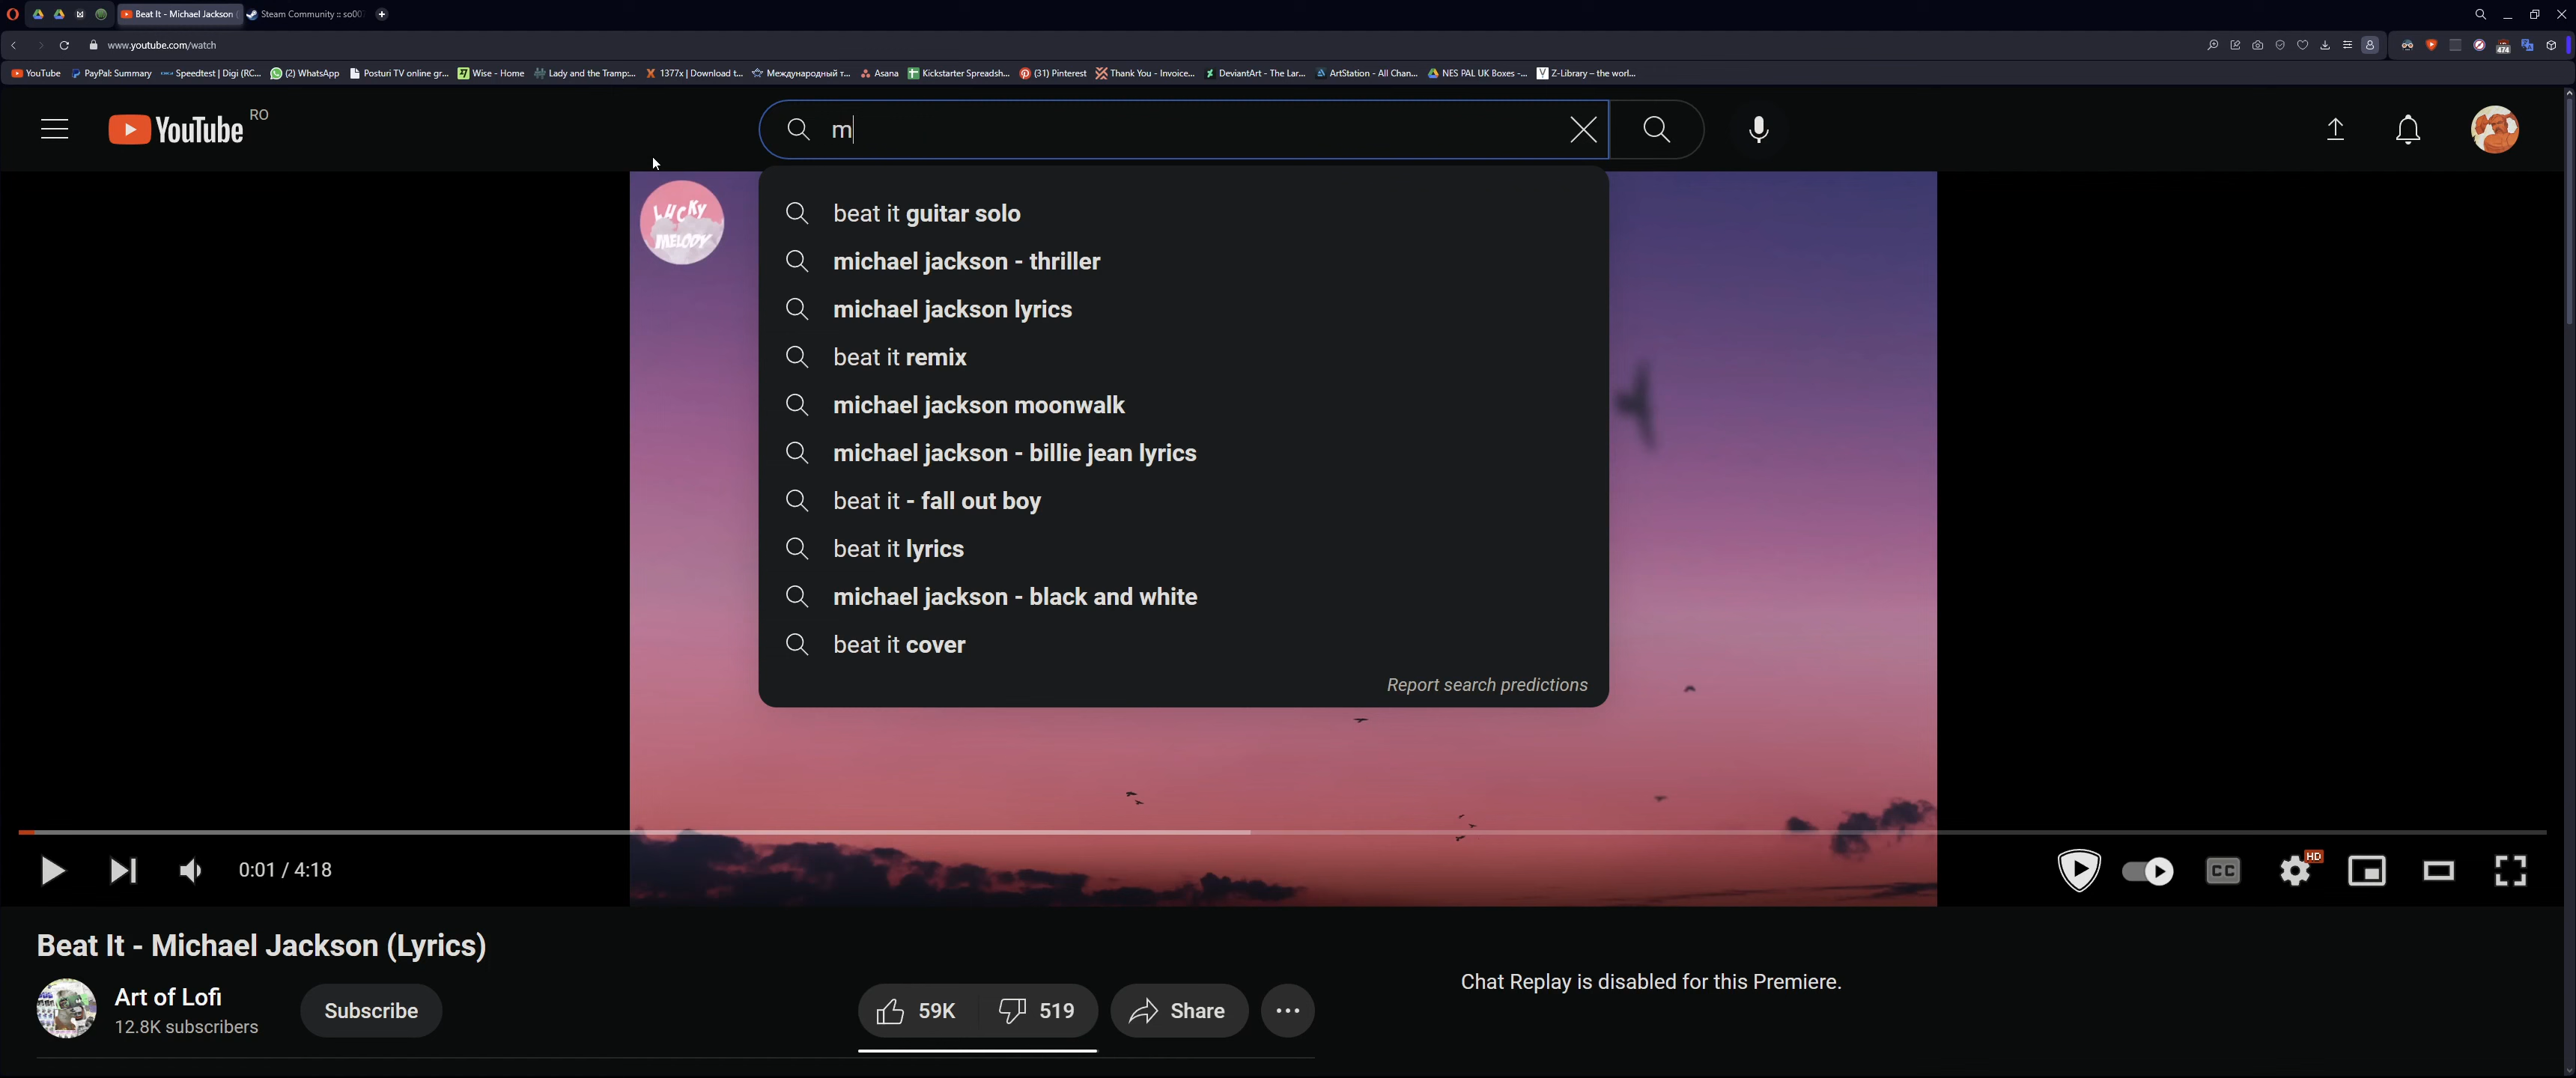 Beat It - Michael Jackson
Steam Community :: so00
www.youtube.com/watch
474
YouTube
PayPal: Summary
Speedtest | Digi (RC...
(2) WhatsApp
Posturi TV online gr...
Wise - Home
Lady and the Tramp:...
1377x | Download t...
Международный т...
Asana
Kickstarter Spreadsh...
(31) Pinterest
Thank You - Invoice...
DeviantArt - The Lar...
ArtStation - All Chan...
NES PAL UK Boxes -...
Z-Library – the worl...
YouTube RO
m
LUCKY
MELODY
beat it guitar solo
michael jackson - thriller
michael jackson lyrics
beat it remix
michael jackson moonwalk
michael jackson - billie jean lyrics
beat it - fall out boy
beat it lyrics
michael jackson - black and white
beat it cover
Report search predictions
0:01 / 4:18
CC
HD
Beat It - Michael Jackson (Lyrics)
Art of Lofi
12.8K subscribers
Subscribe
59K
519
Share
Chat Replay is disabled for this Premiere.